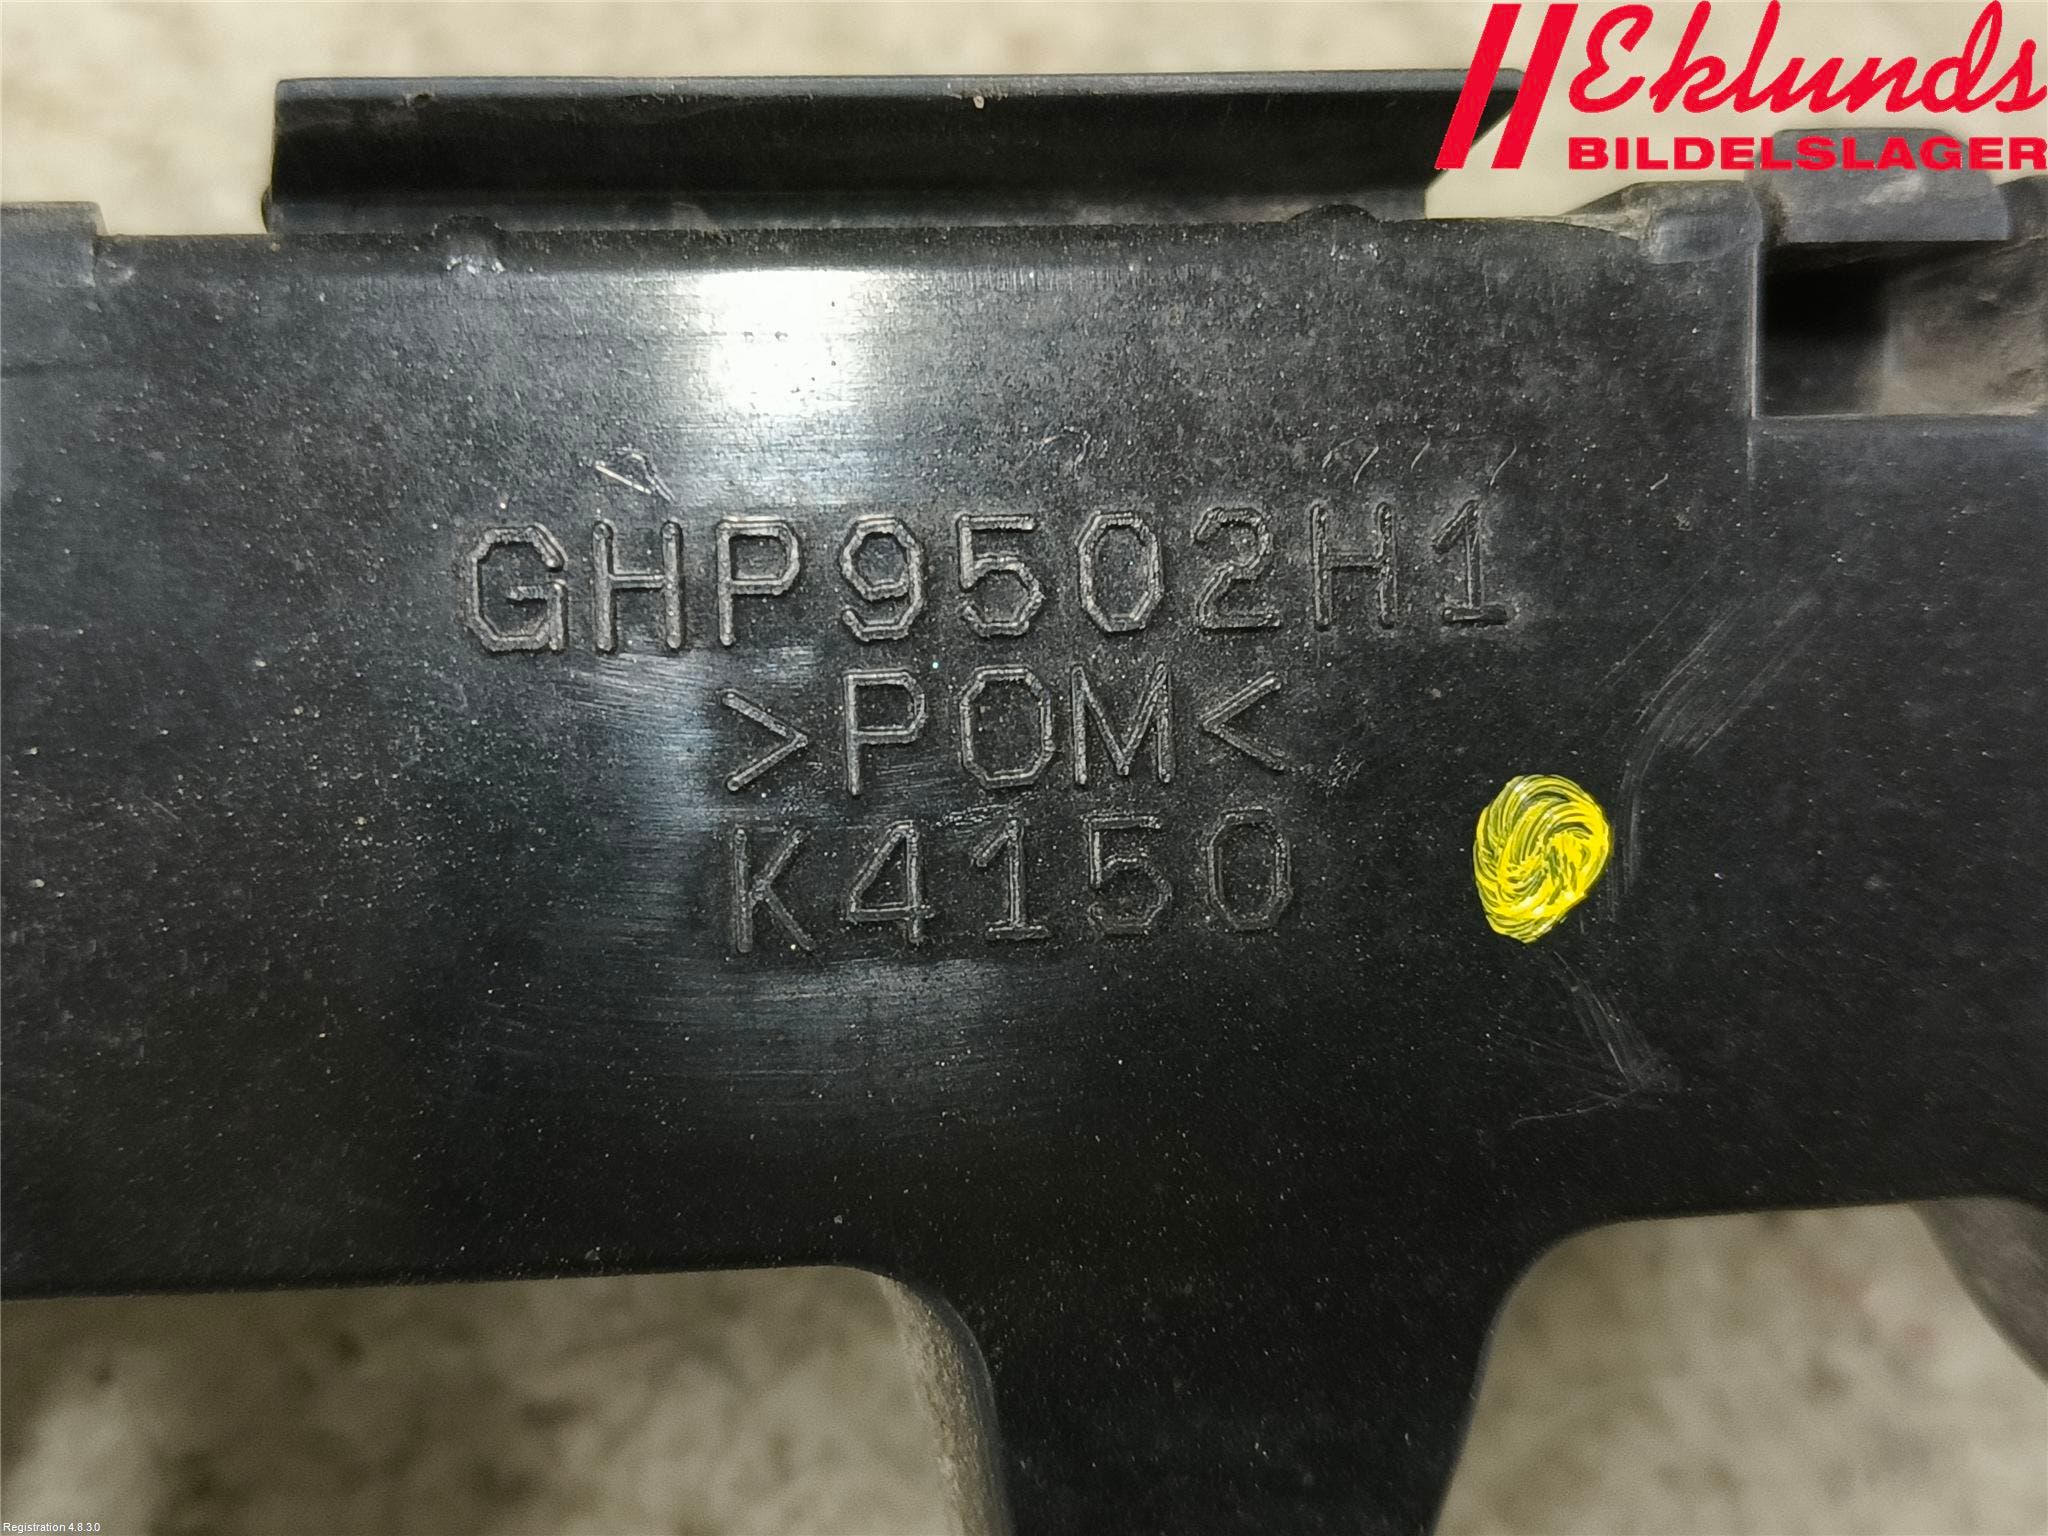 Eklunds
BILDELSLAGER
GHP9502H1
>POM<
K4150
Registration 4.8.3.0